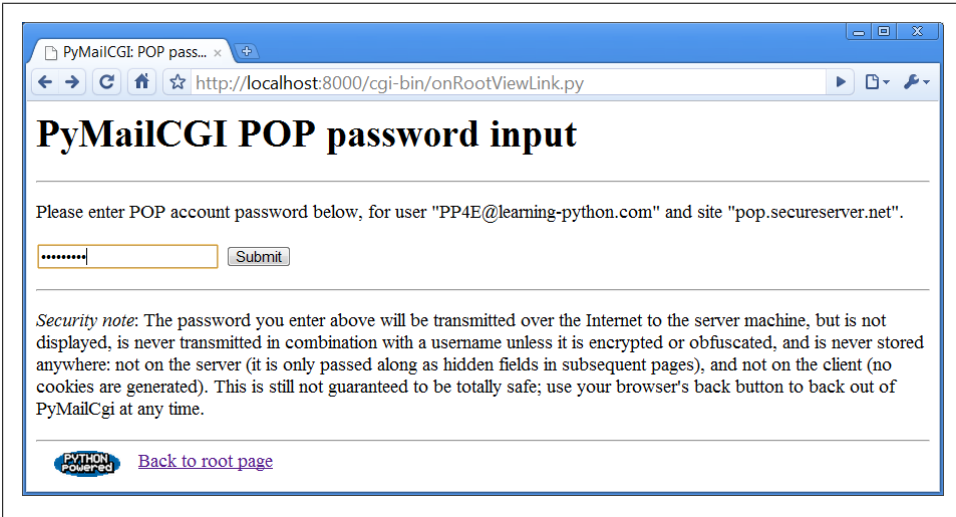 PyMailCGI: POP pass...
http://localhost:8000/cgi-bin/onRootViewLink.py
PyMailCGI POP password input
Please enter POP account password below, for user "PP4E@learning-python.com" and site "pop.secureserver.net".
Submit
Security note: The password you enter above will be transmitted over the Internet to the server machine, but is not
displayed, is never transmitted in combination with a username unless it is encrypted or obfuscated, and is never stored
anywhere: not on the server (it is only passed along as hidden fields in subsequent pages), and not on the client (no
cookies are generated). This is still not guaranteed to be totally safe; use your browser's back button to back out of
PyMailCgi at any time.
PYTHON
Powered
Back to root page